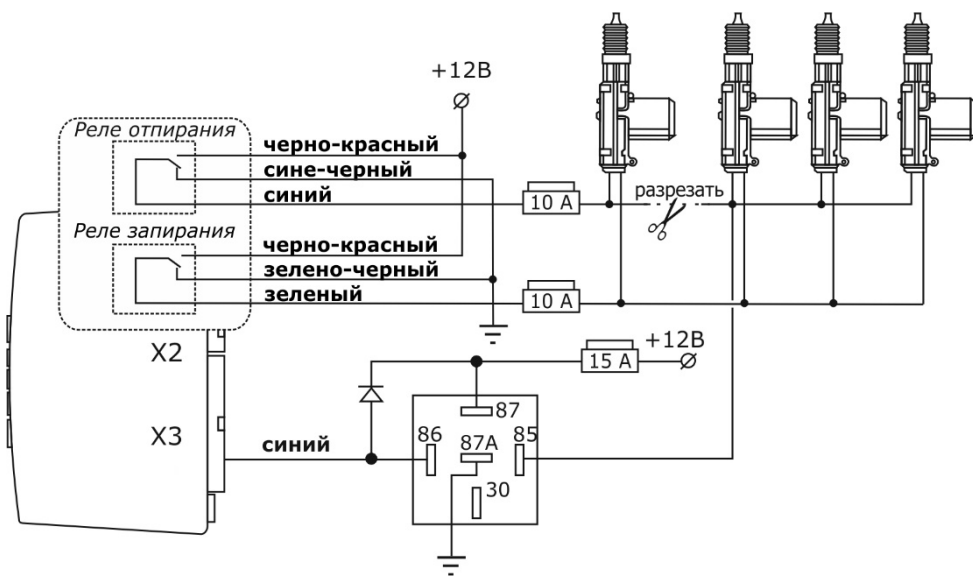 +12В
Реле отпирания
черно-красный
сине-черный
синий
10 А
разрезать
Реле запирания
черно-красный
зелено-черный
зеленый
10 А
X2
15 А
+12В
87
86
87А
85
X3
синий
30